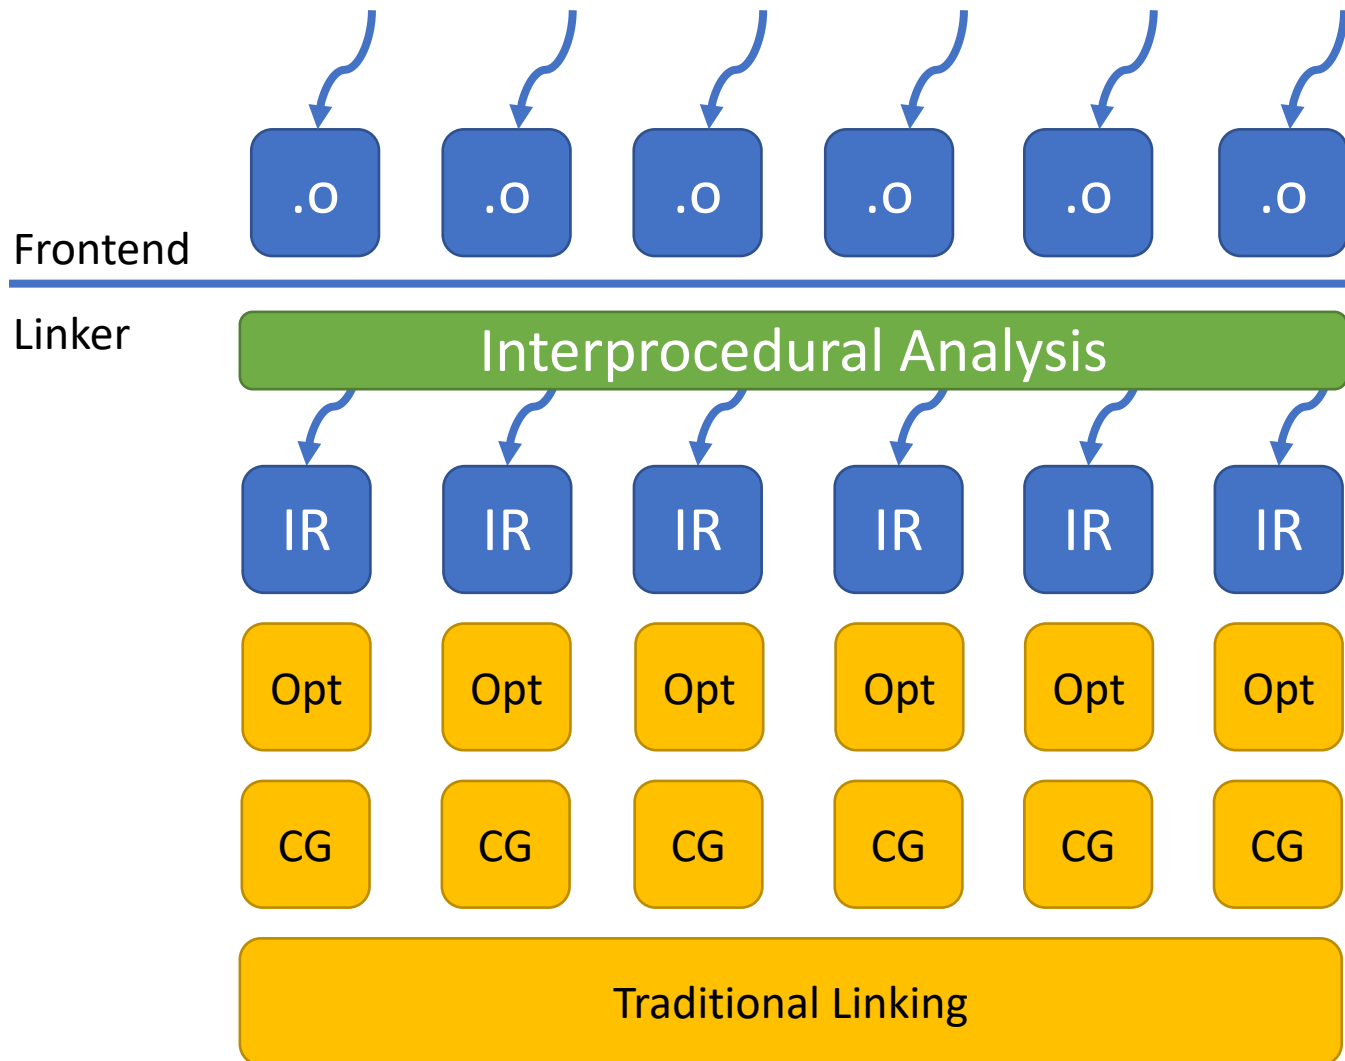 .o .o .o .o .o .o
Frontend
Linker
Interprocedural Analysis
IR IR IR IR IR IR
Opt Opt Opt Opt Opt Opt
CG CG CG CG CG CG
Traditional Linking